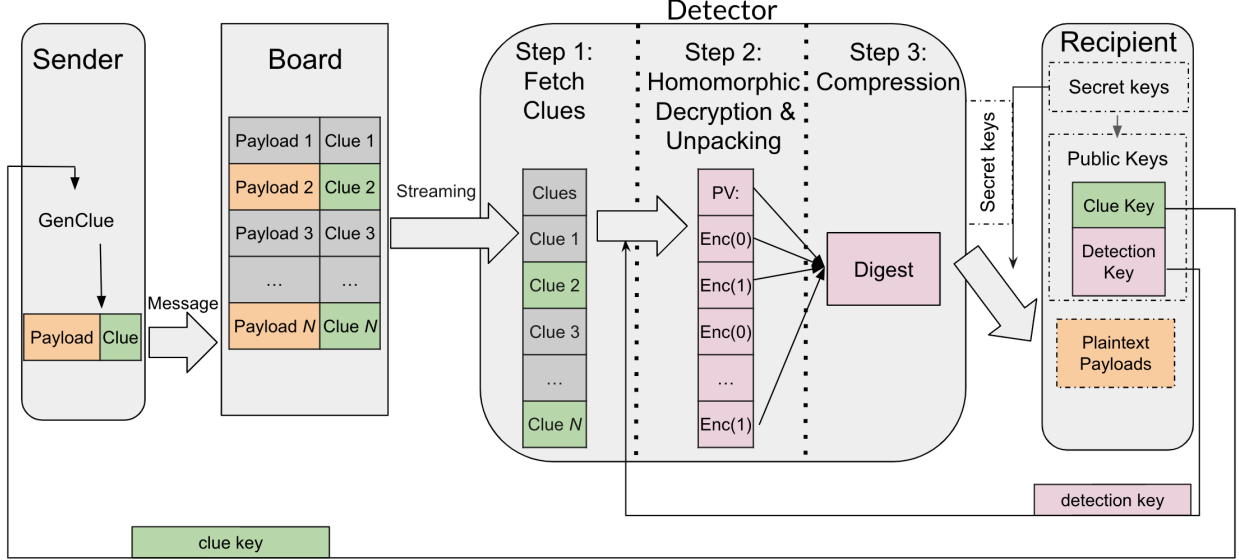 Detector
Sender
GenClue
Payload Clue
Message
Board
Payload 1 Clue 1
Payload 2 Clue 2
Payload 3 Clue 3
... ...
Payload N Clue N
Streaming
Step 1:
Fetch
Clues
Clues
Clue 1
Clue 2
Clue 3
...
Clue N
Step 2:
Homomorphic
Decryption &
Unpacking
PV:
Enc(0)
Enc(1)
Enc(0)
...
Enc(1)
Step 3:
Compression
Digest
Secret keys
Recipient
Secret keys
Public Keys
Clue Key
Detection
Key
Plaintext
Payloads
detection key
clue key